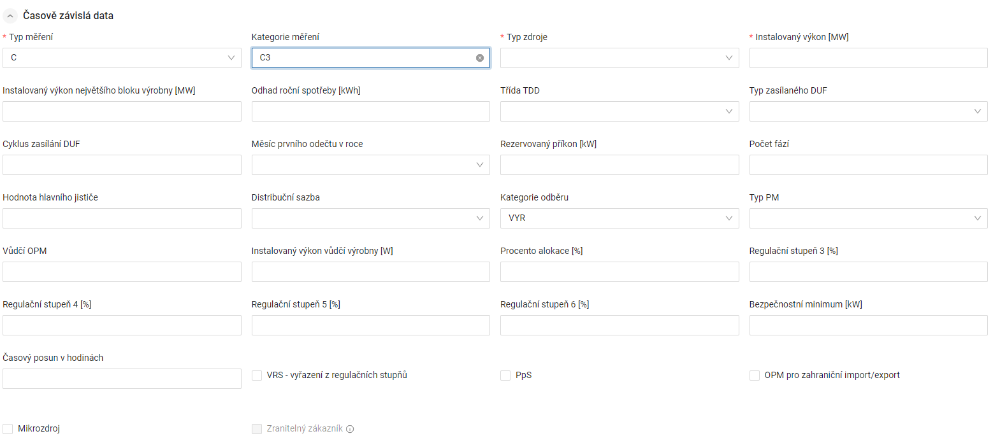 Časově závislá data
* Typ měření
Kategorie měření
* Typ zdroje
* Instalovaný výkon [MW]
C
C3
Instalovaný výkon největšího bloku výrobny [MW]
Odhad roční spotřeby [kWh]
Třída TDD
Typ zasílaného DUF
Cyklus zasílání DUF
Měsíc prvního odečtu v roce
Rezervovaný příkon [kW]
Počet fází
Hodnota hlavního jističe
Distribuční sazba
Kategorie odběru
Typ PM
VYR
Vůdčí OPM
Instalovaný výkon vůdčí výrobny [W]
Procento alokace [%]
Regulační stupeň 3 [%]
Regulační stupeň 4 [%]
Regulační stupeň 5 [%]
Regulační stupeň 6 [%]
Bezpečnostní minimum [kW]
Časový posun v hodinách
VRS - vyřazení z regulačních stupňů
PpS
OPM pro zahraniční import/export
Mikrozdroj
Zranitelný zákazník